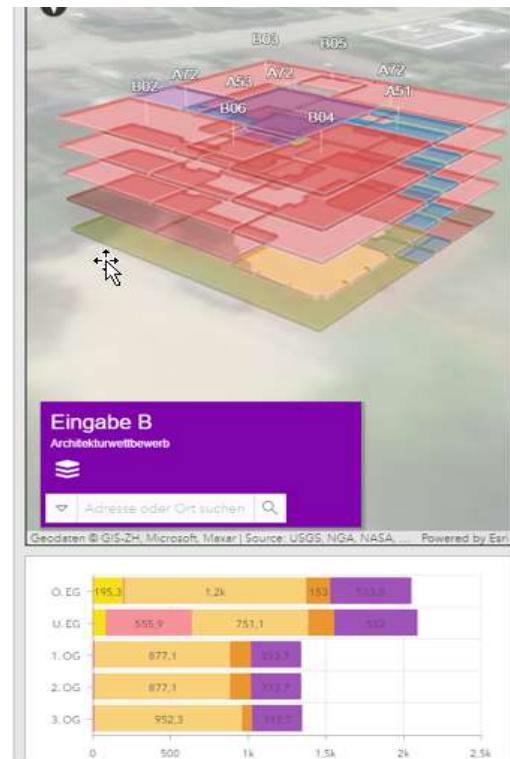 B03
B05
A72
A72
A72
A53
B02
A51
B06
B04
Eingabe B
Architekturwettbewerb
Adresse oder Ort suchen
Geodaten © GIS-ZH, Microsoft, Maxar | Source: USGS, NGA, NASA, ... Powered by Esri
O. EG 195,3 1,2k 153
U. EG 555,9 751,1 532
1. OG 877,1
2. OG 877,1
3. OG 952,3
0 500 1k 1,5k 2k 2,5k